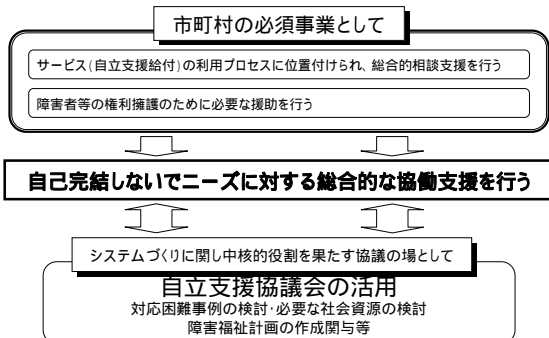 市町村の必須事業として
サービス(自立支援給付)の利用プロセスに位置付けられ、総合的相談支援を行う
障害者等の権利擁護のために必要な援助を行う
自己完結しないでニーズに対する総合的な協働支援を行う
システムづくりに関し中核的役割を果たす協議の場として
自立支援協議会の活用
対応困難事例の検討・必要な社会資源の検討
障害福祉計画の作成関与等